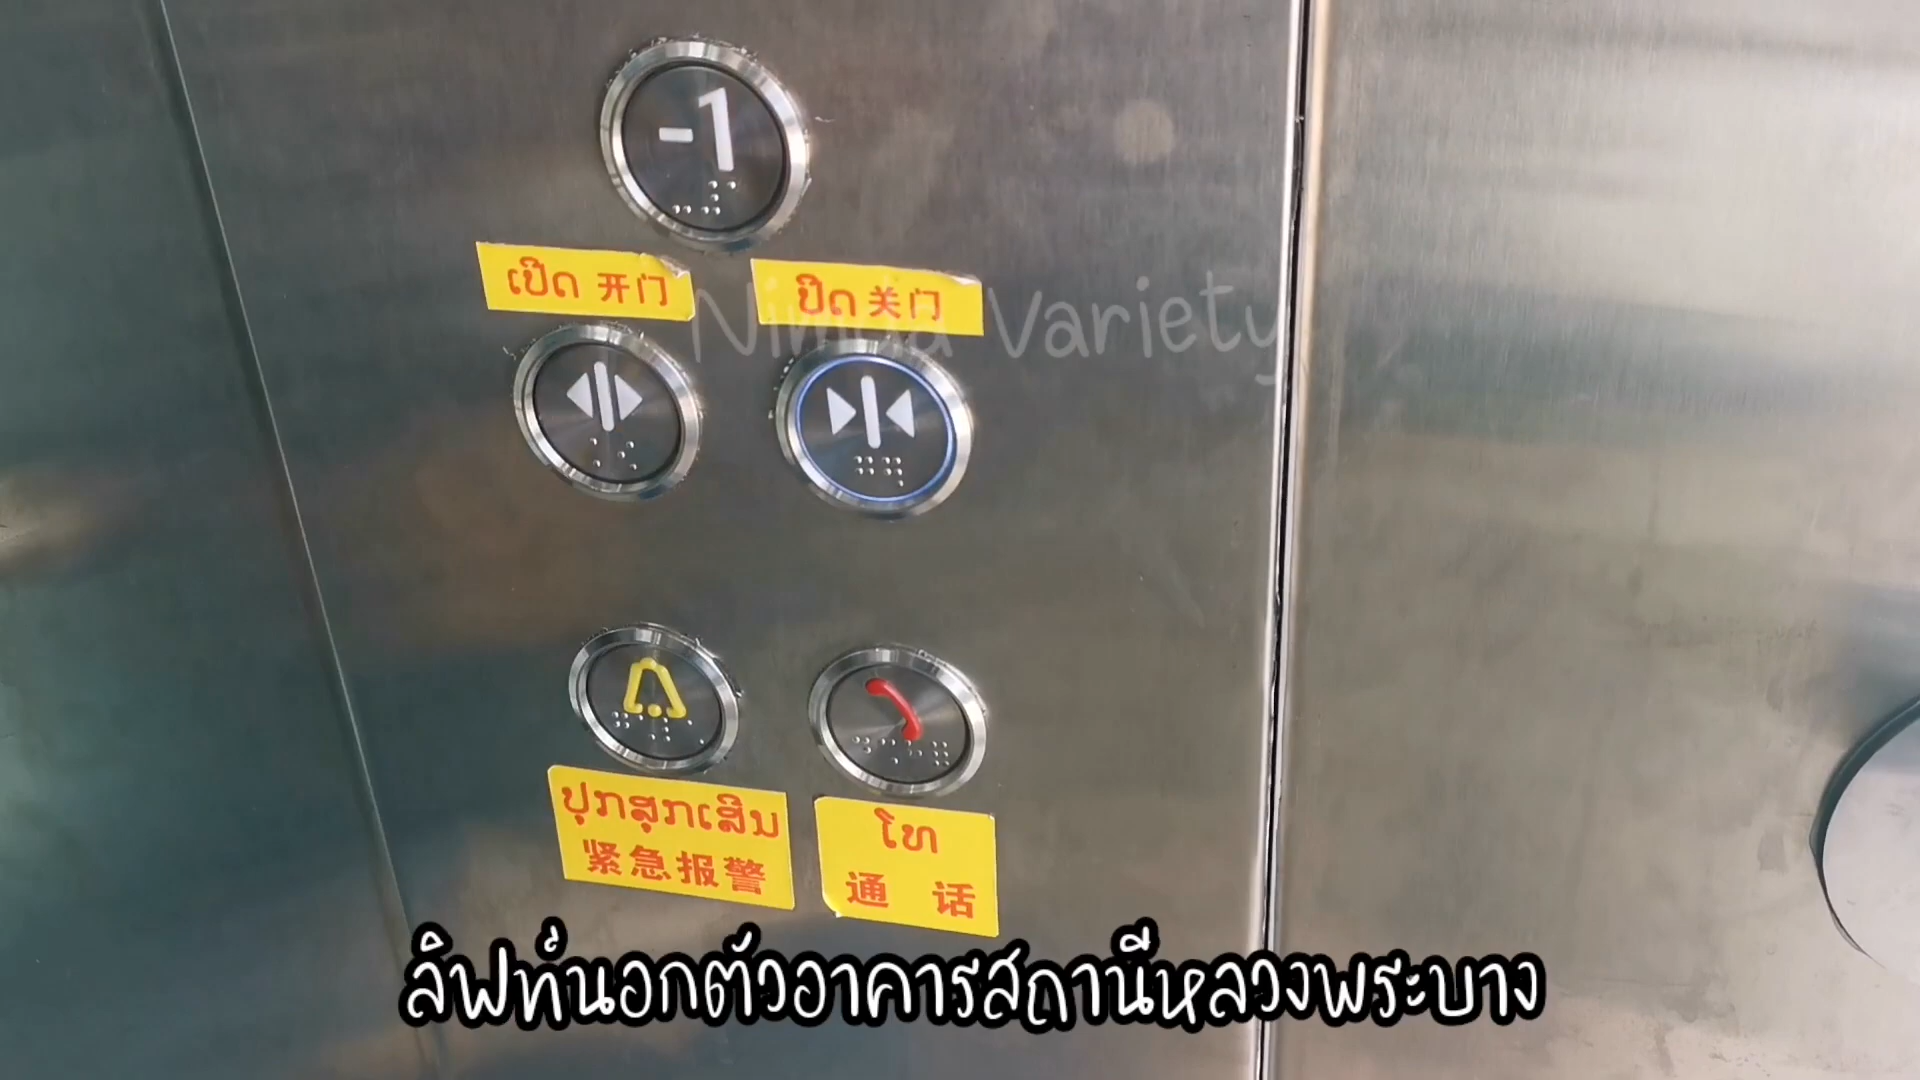 -1
ເປີດ 开门
ປິດ 关门
Variety
ປຸກສຸກເສີນ
紧急报警
ໂທ
通 话
ลิฟท์นอกตัวอาคารสถานีหลวงพระบาง